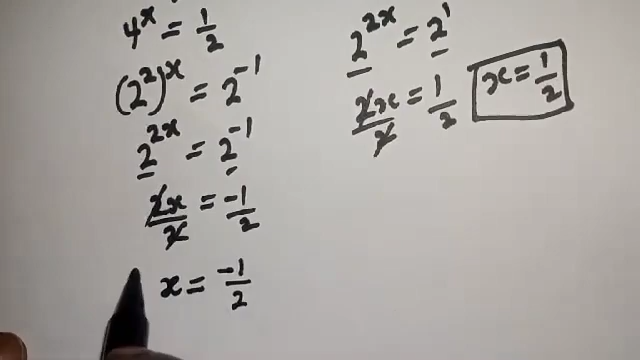 4^x = 1/2
(2^2)^x = 2^-1
2^2x = 2^-1
2x/2 = -1/2
x = -1/2
2^2x = 2^1
2x/2 = 1/2
x = 1/2